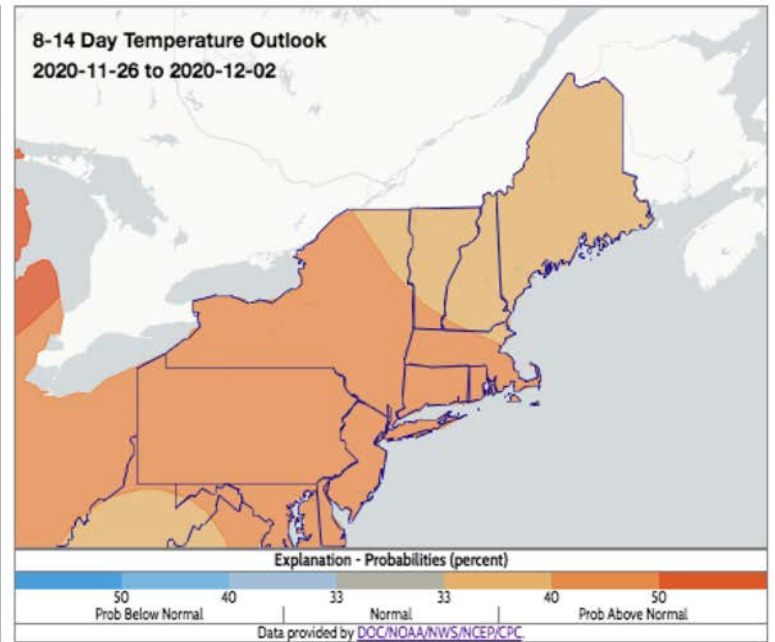 8-14 Day Temperature Outlook
2020-11-26 to 2020-12-02
Explanation - Probabilities (percent)
50 40 33 33 40 50
Prob Below Normal | Normal | Prob Above Normal
Data provided by DOC/NOAA/NWS/NCEP/CPC.